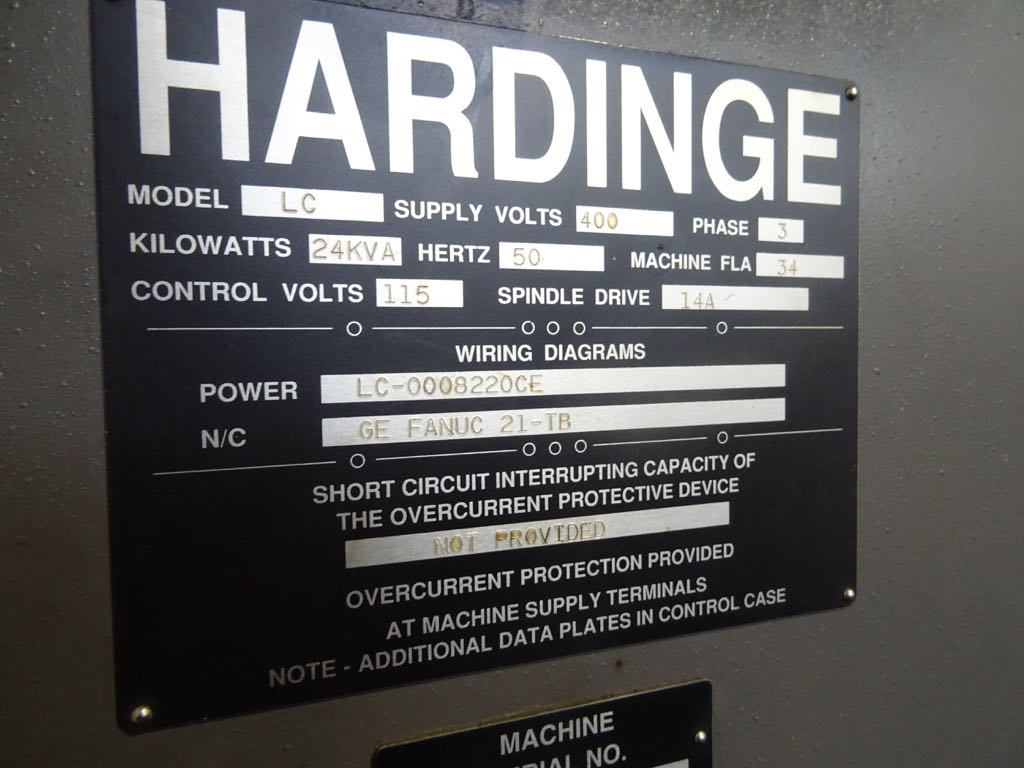 HARDINGE
MODEL LC SUPPLY VOLTS 400 PHASE 3
KILOWATTS 24KVA HERTZ 50 MACHINE FLA 34
CONTROL VOLTS 115 SPINDLE DRIVE 14A
WIRING DIAGRAMS
POWER LC-0008220CE
N/C GE FANUC 21-TB
SHORT CIRCUIT INTERRUPTING CAPACITY OF
THE OVERCURRENT PROTECTIVE DEVICE
NOT PROVIDED
OVERCURRENT PROTECTION PROVIDED
AT MACHINE SUPPLY TERMINALS
NOTE - ADDITIONAL DATA PLATES IN CONTROL CASE
MACHINE
NO.